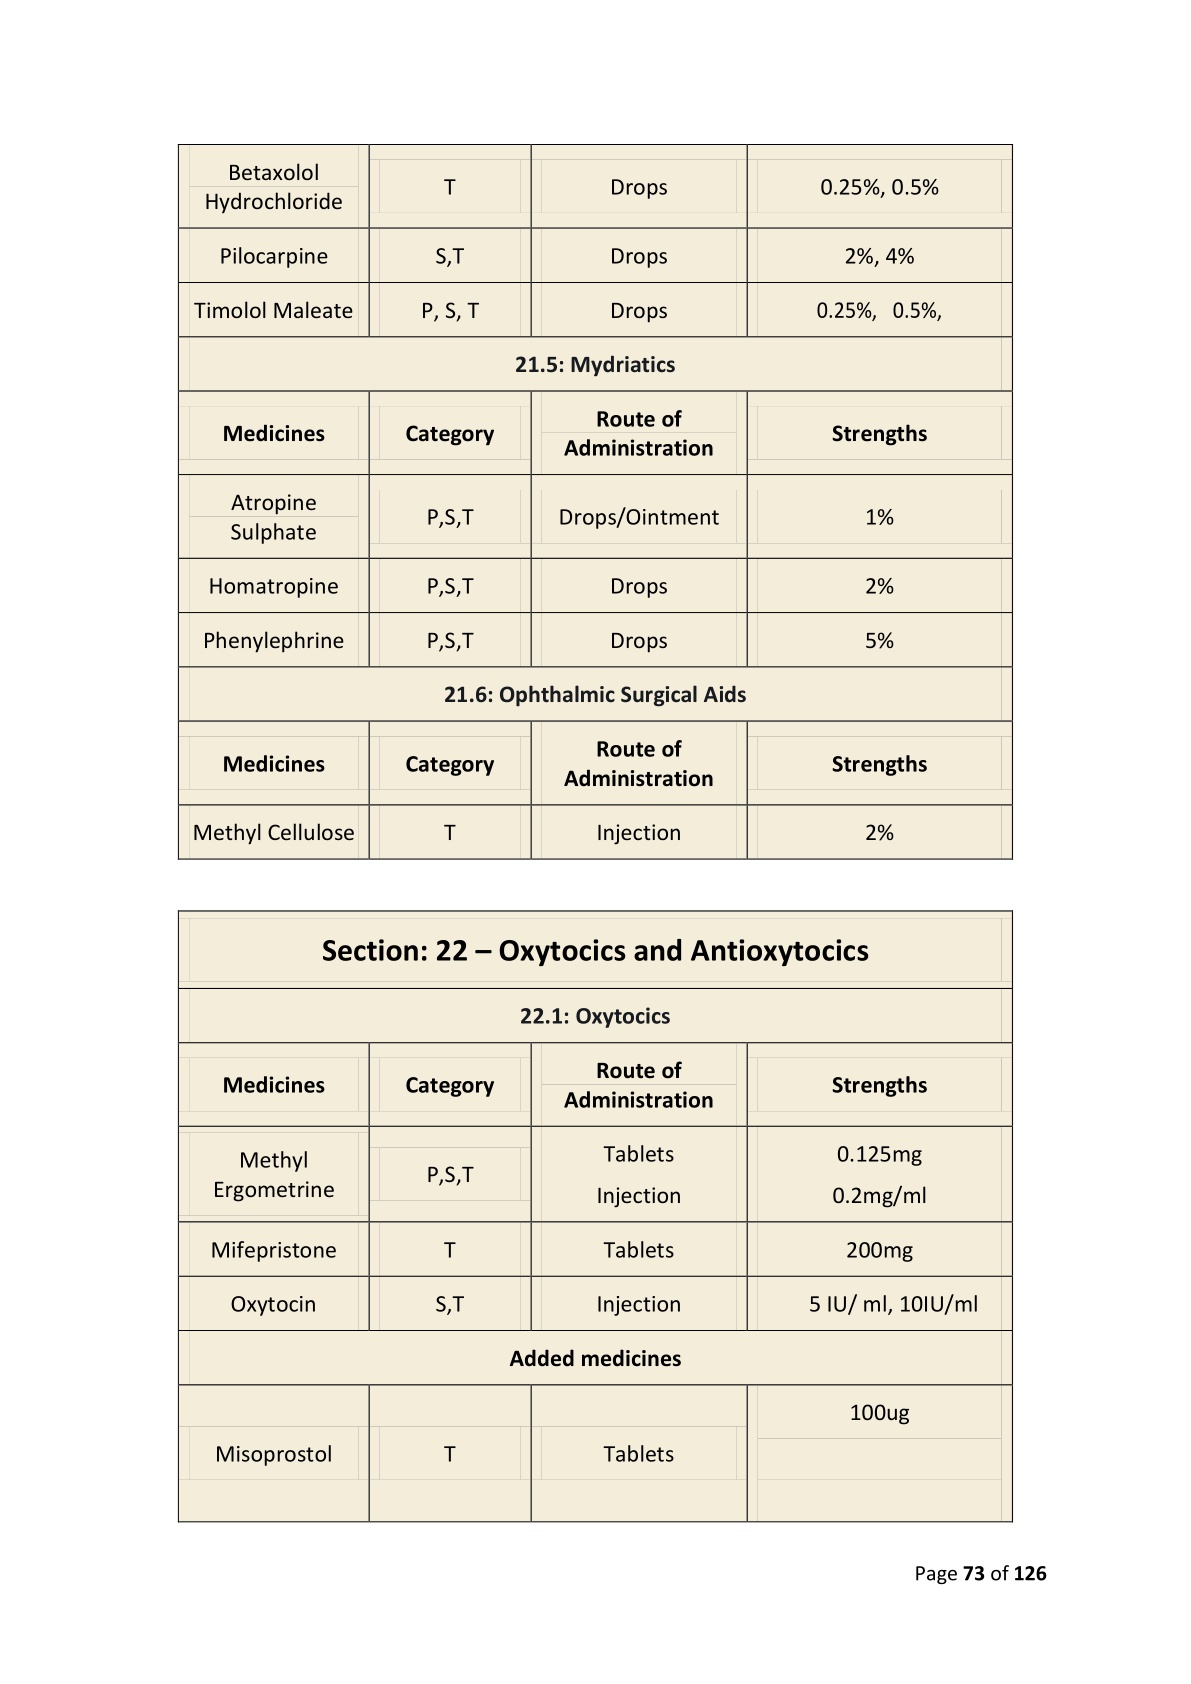 Betaxolol
Hydrochloride
T
Drops
0.25%, 0.5%
Pilocarpine
S,T
Drops
2%, 4%
Timolol Maleate
P, S, T
Drops
0.25%, 0.5%,
21.5: Mydriatics
Medicines
Category
Route of
Administration
Strengths
Atropine
Sulphate
P,S,T
Drops/Ointment
1%
Homatropine
P,S,T
Drops
2%
Phenylephrine
P,S,T
Drops
5%
21.6: Ophthalmic Surgical Aids
Medicines
Category
Route of
Administration
Strengths
Methyl Cellulose
T
Injection
2%
Section: 22 – Oxytocics and Antioxytocics
22.1: Oxytocics
Medicines
Category
Route of
Administration
Strengths
Methyl
Ergometrine
P,S,T
Tablets
Injection
0.125mg
0.2mg/ml
Mifepristone
T
Tablets
200mg
Oxytocin
S,T
Injection
5 IU/ ml, 10IU/ml
Added medicines
Misoprostol
T
Tablets
100ug
Page 73 of 126